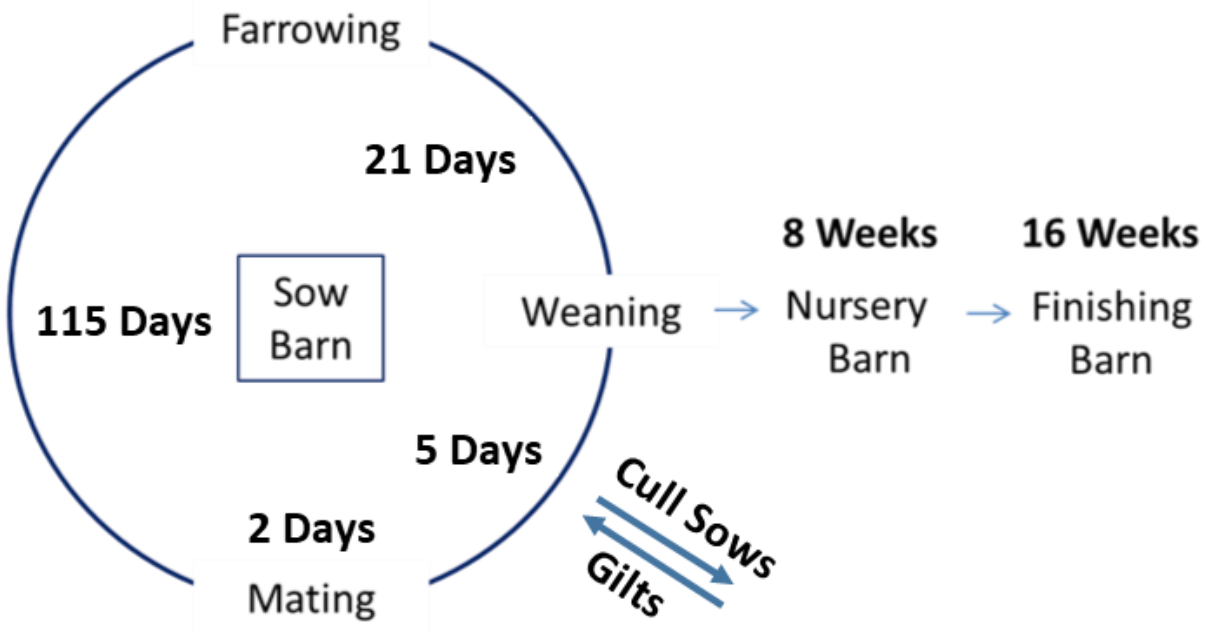 Farrowing
21 Days
8 Weeks
16 Weeks
115 Days
Sow
Barn
Weaning
Nursery
Barn
Finishing
Barn
5 Days
2 Days
Mating
Cull Sows
Gilts